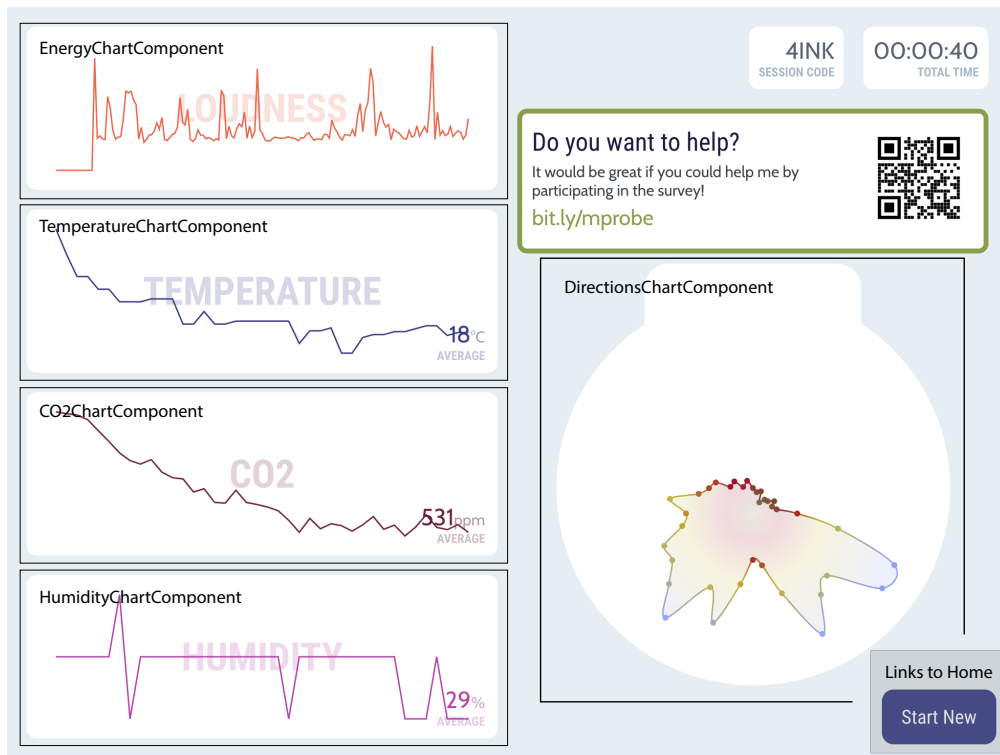 EnergyChartComponent
LOUDNESS
TemperatureChartComponent
TEMPERATURE
18°C
AVERAGE
CO2ChartComponent
CO2
531ppm
AVERAGE
HumidityChartComponent
HUMIDITY
29%
AVERAGE
4INK
SESSION CODE
00:00:40
TOTAL TIME
Do you want to help?
It would be great if you could help me by
participating in the survey!
bit.ly/mprobe
DirectionsChartComponent
Links to Home
Start New